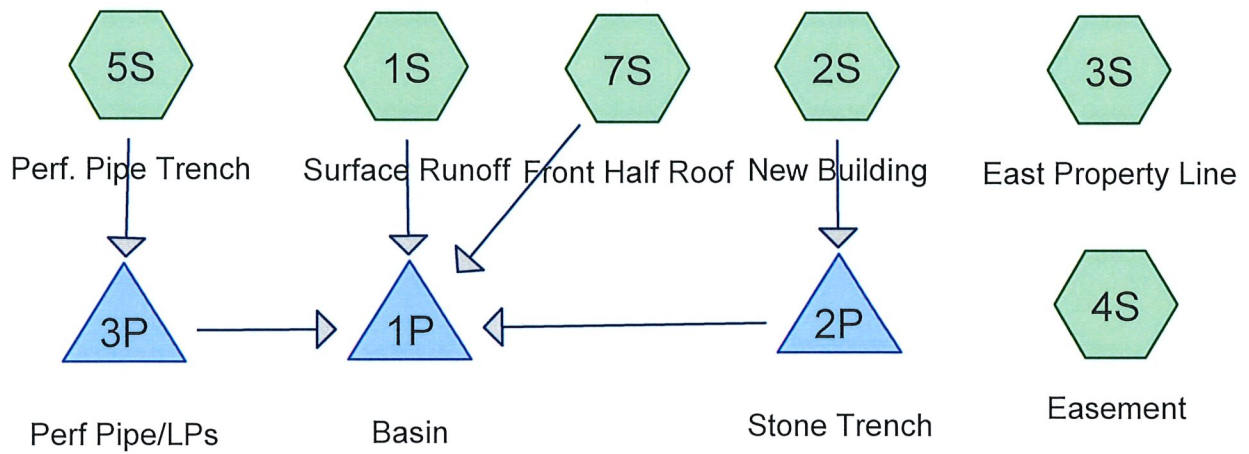 5S
1S
7S
2S
3S
Perf. Pipe Trench
Surface Runoff
Front Half Roof
New Building
East Property Line
3P
1P
2P
4S
Perf Pipe/LPs
Basin
Stone Trench
Easement